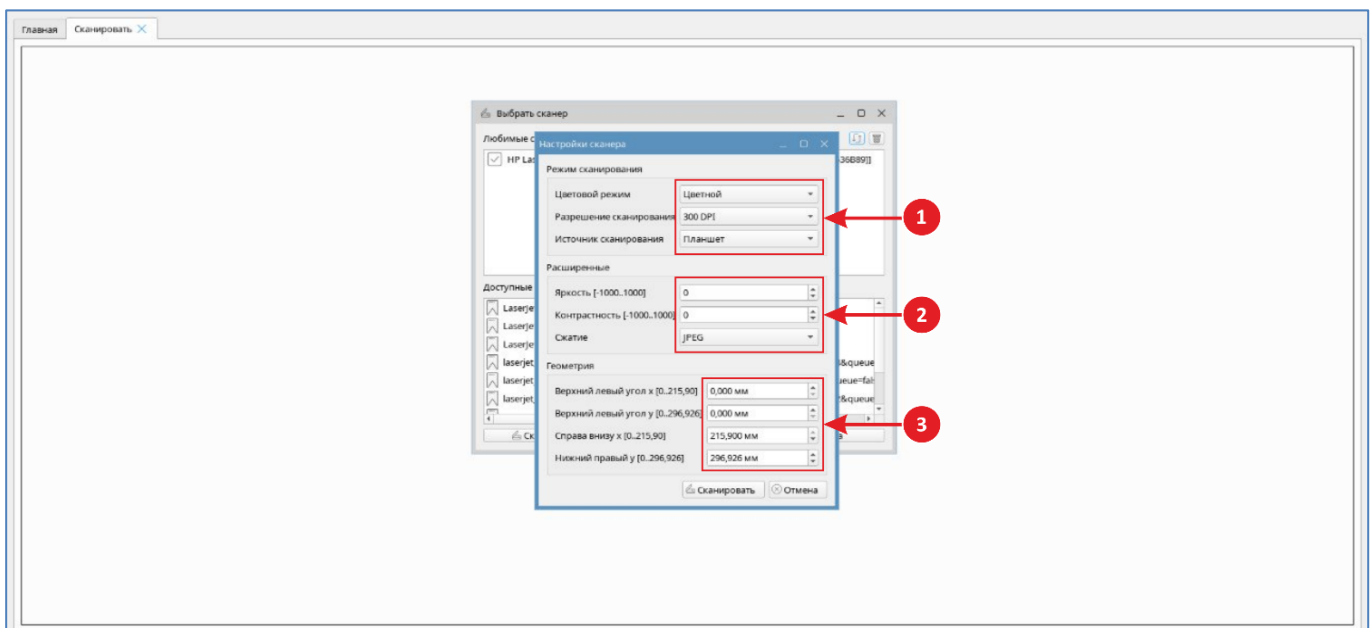 Главная Сканировать
Выбрать сканер
Любимые с
HP Las 36B89]]
Настройки сканера
Режим сканирования
Цветовой режим Цветной
Разрешение сканирования 300 DPI
1
Источник сканирования Планшет
Расширенные
Доступные
Яркость [-1000..1000] 0
Laserje
Контрастность [-1000..1000] 0
2
Laserje
Сжатие JPEG
Laserje
laserjet &queue
Геометрия
laserjet ueue=fal
Верхний левый угол x [0..215,90] 0,000 мм
laserjet &queue
Верхний левый угол y [0..296,926] 0,000 мм
3
Справа внизу x [0..215,90] 215,900 мм
Ск а
Нижний правый y [0..296,926] 296,926 мм
Сканировать Отмена